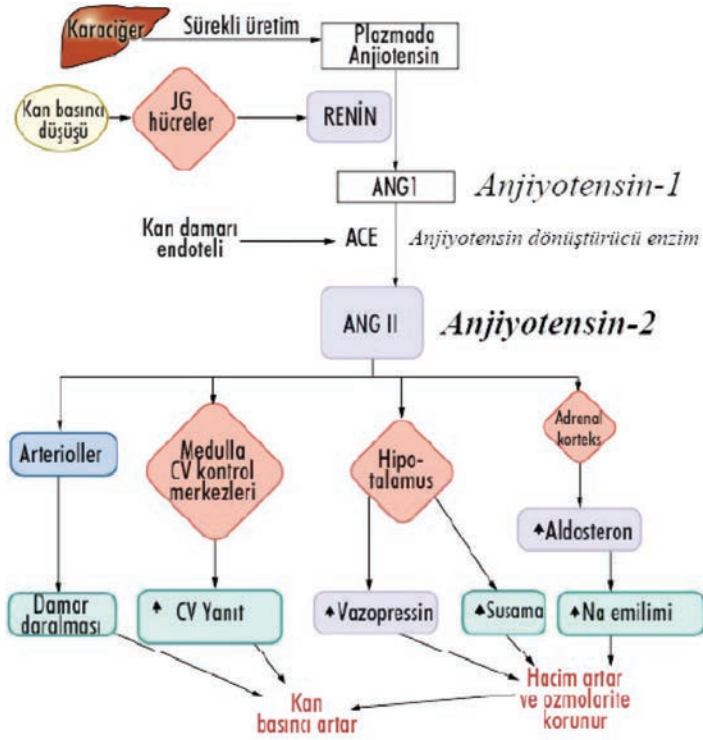 Karaciğer
Sürekli üretim
Plazmada
Anjiotensin
Kan basıncı
düşüşü
JG
hücreler
RENİN
ANG1
Anjiyotensin-1
Kan damarı
endoteli
ACE
Anjiyotensin dönüştürücü enzim
ANG II
Anjiyotensin-2
Arterioller
Medulla
CV kontrol
merkezleri
Hipo-
talamus
Adrenal
korteks
Aldosteron
Damar
daralması
CV Yanıt
Vazopressin
Susama
Na emilimi
Kan
basıncı artar
Hacim artar
ve ozmolarite
korunur